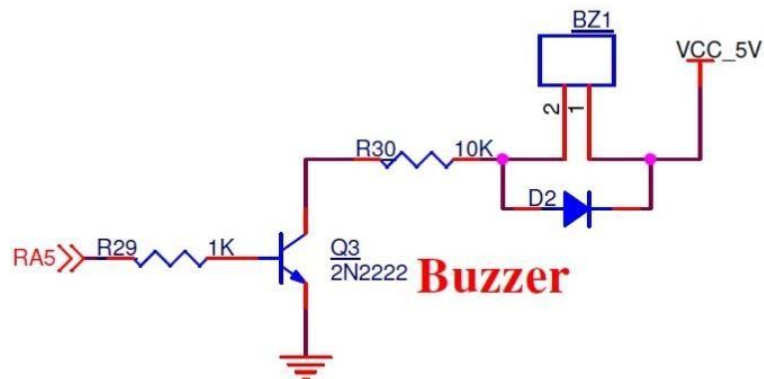 BZ1
VCC_5V
2 1
R30 10K
D2
RA5 R29 1K
Q3
2N2222
Buzzer